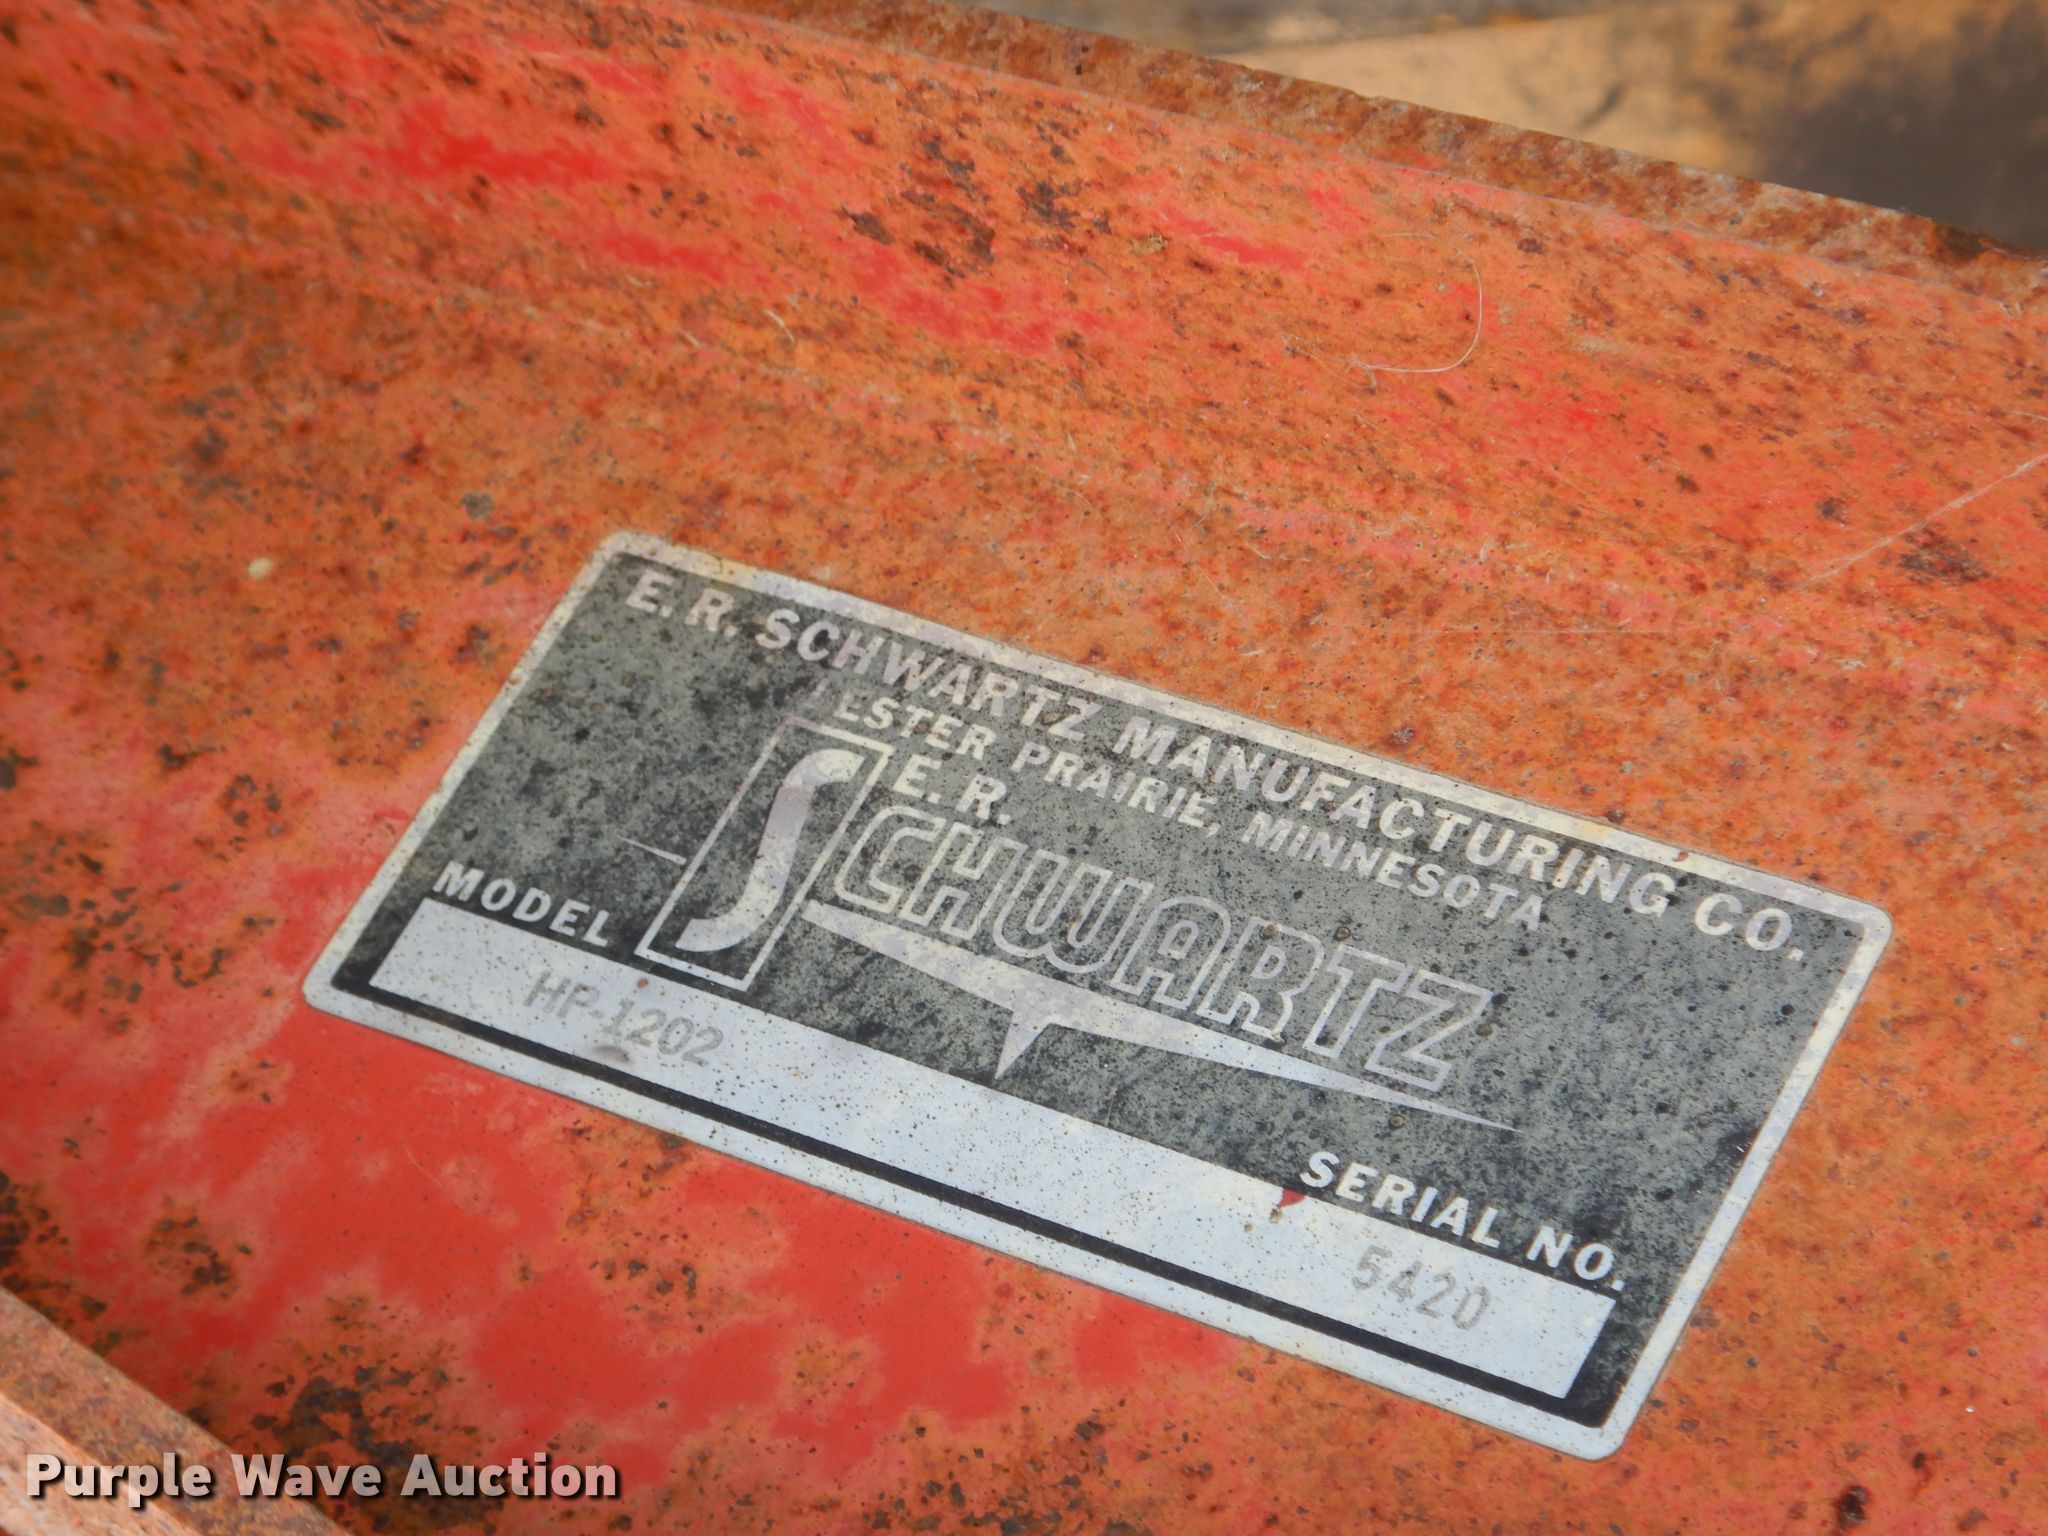 E. R. SCHWARTZ MANUFACTURING CO.
LESTER PRAIRIE, MINNESOTA
E. R.
SCHWARTZ
MODEL
HP-1202
SERIAL NO.
5420
Purple Wave Auction